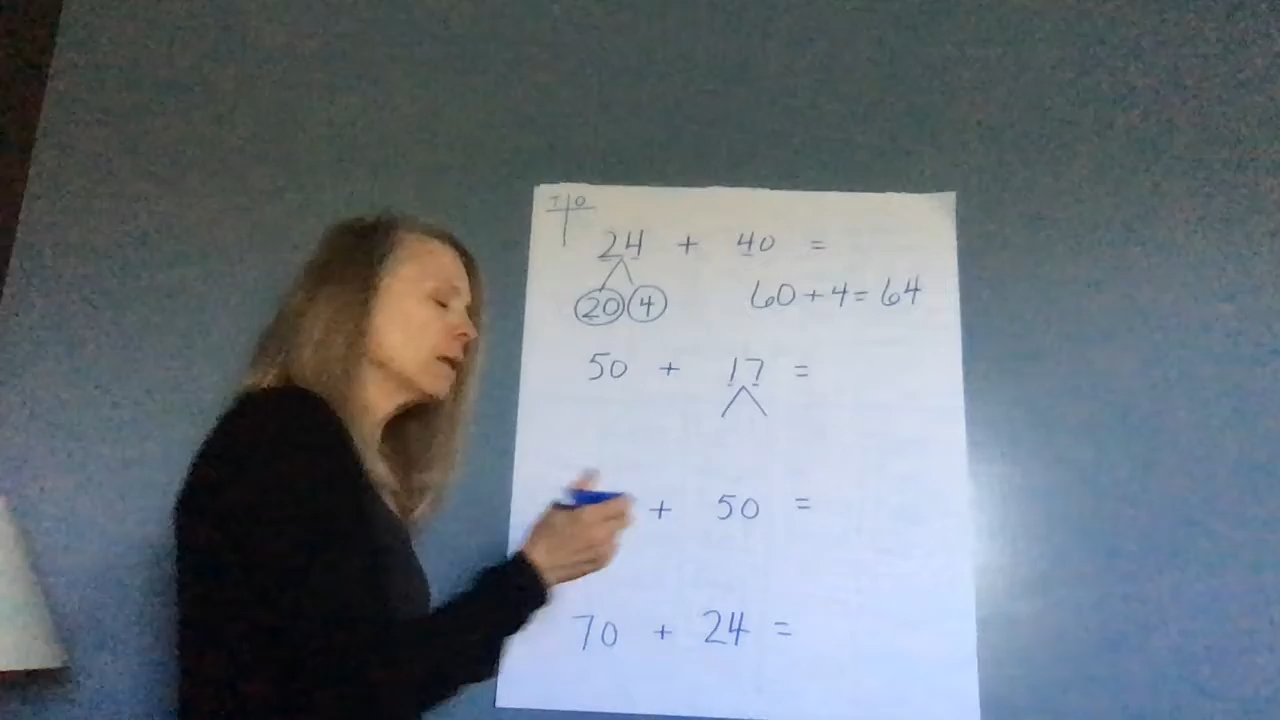 T O
24 + 40 =
20 4 60 + 4 = 64
50 + 17 =
+ 50 =
70 + 24 =